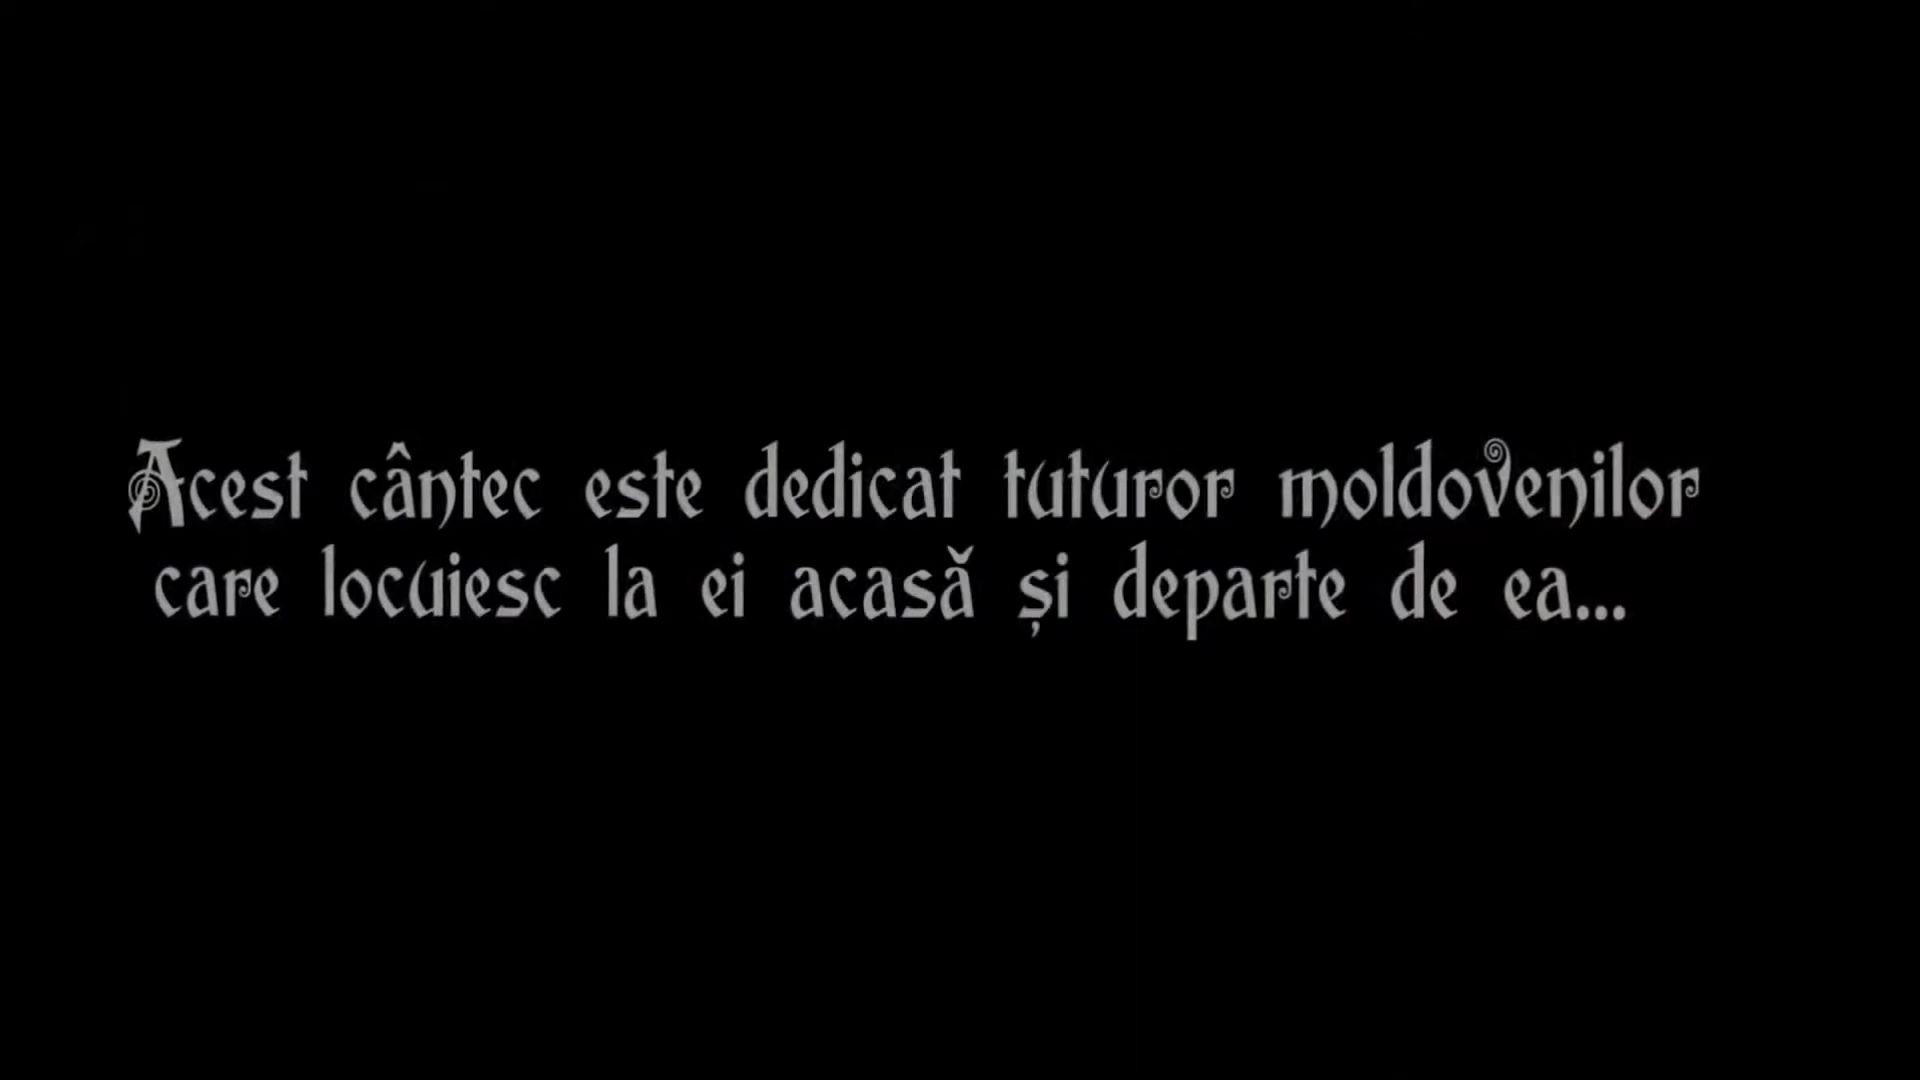 Acest cântec este dedicat tuturor moldovenilor
care locuiesc la ei acasă și departe de ea...